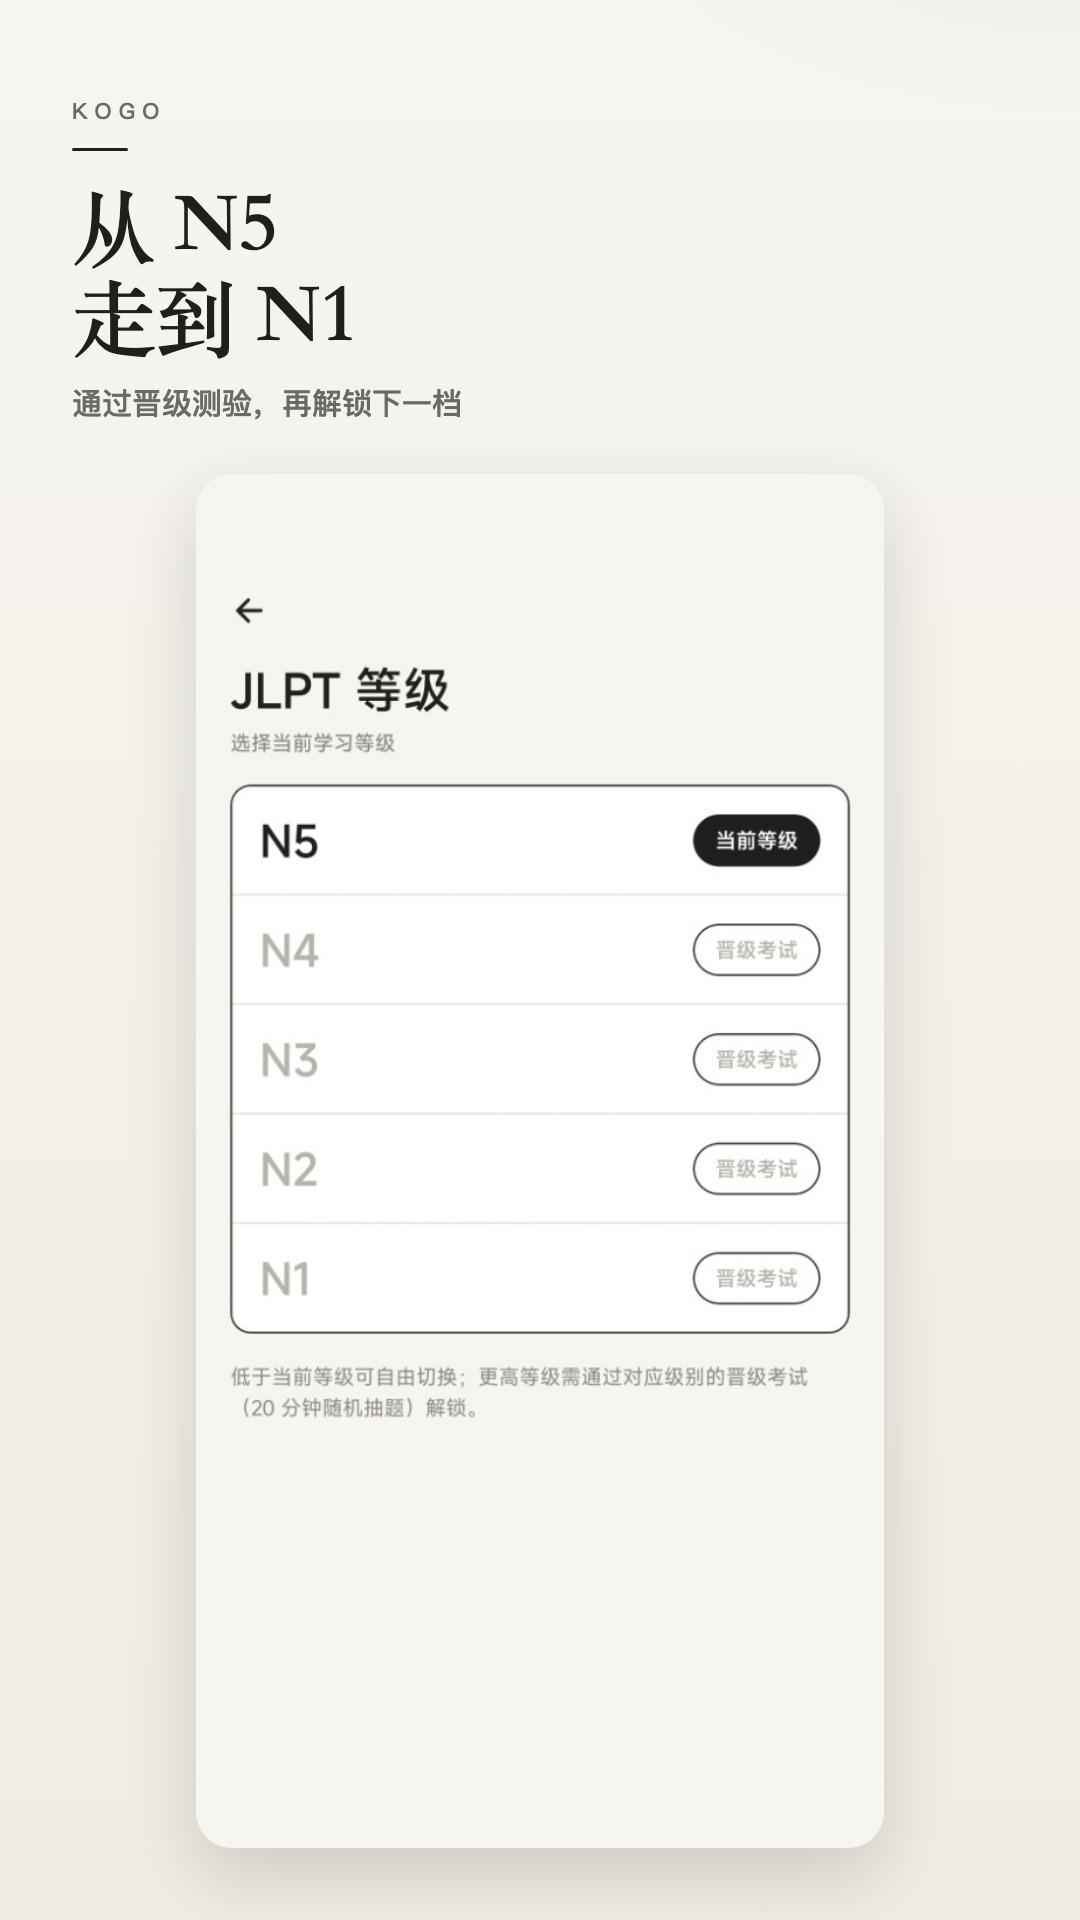 KOGO
从 N5
走到 N1
通过晋级测验，再解锁下一档
JLPT 等级
选择当前学习等级
N5 当前等级
N4 晋级考试
N3 晋级考试
N2 晋级考试
N1 晋级考试
低于当前等级可自由切换；更高等级需通过对应级别的晋级考试
（20 分钟随机抽题）解锁。